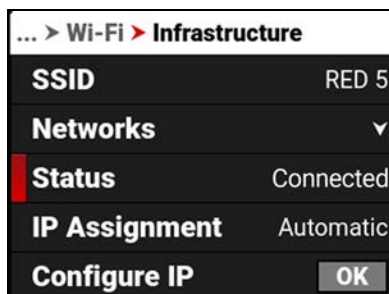 ... > Wi-Fi > Infrastructure
SSID RED 5
Networks
Status Connected
IP Assignment Automatic
Configure IP OK